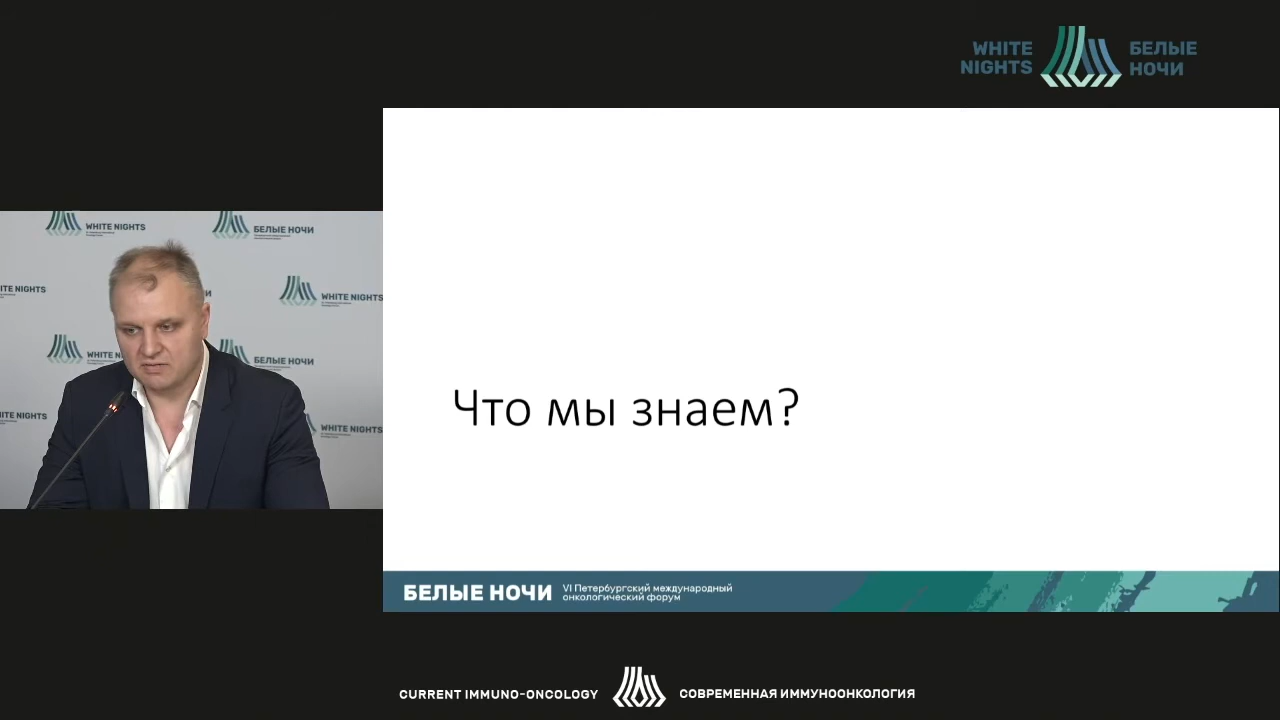 WHITE
NIGHTS
БЕЛЫЕ
НОЧИ
WHITE NIGHTS
БЕЛЫЕ НОЧИ
NIGHTS
WHITE NIGHTS
WHITE
БЕЛЫЕ НОЧИ
NIGHTS
WHITE NIGHTS
Что мы знаем?
БЕЛЫЕ НОЧИ
VI Петербургский международный
онкологический форум
CURRENT IMMUNO-ONCOLOGY
СОВРЕМЕННАЯ ИММУНООНКОЛОГИЯ